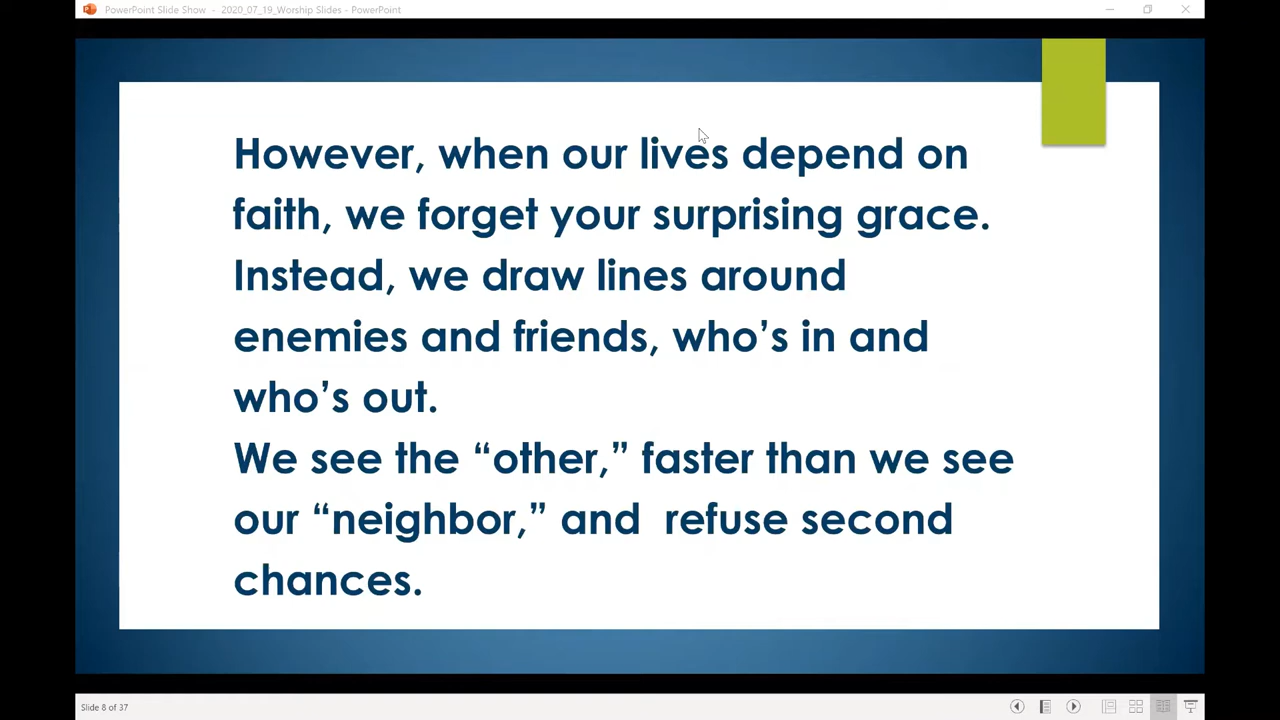 PowerPoint Slide Show - 2020_07_19_Worship Slides - PowerPoint
However, when our lives depend on
faith, we forget your surprising grace.
Instead, we draw lines around
enemies and friends, who’s in and
who’s out.
We see the “other,” faster than we see
our “neighbor,” and  refuse second
chances.
Slide 8 of 37